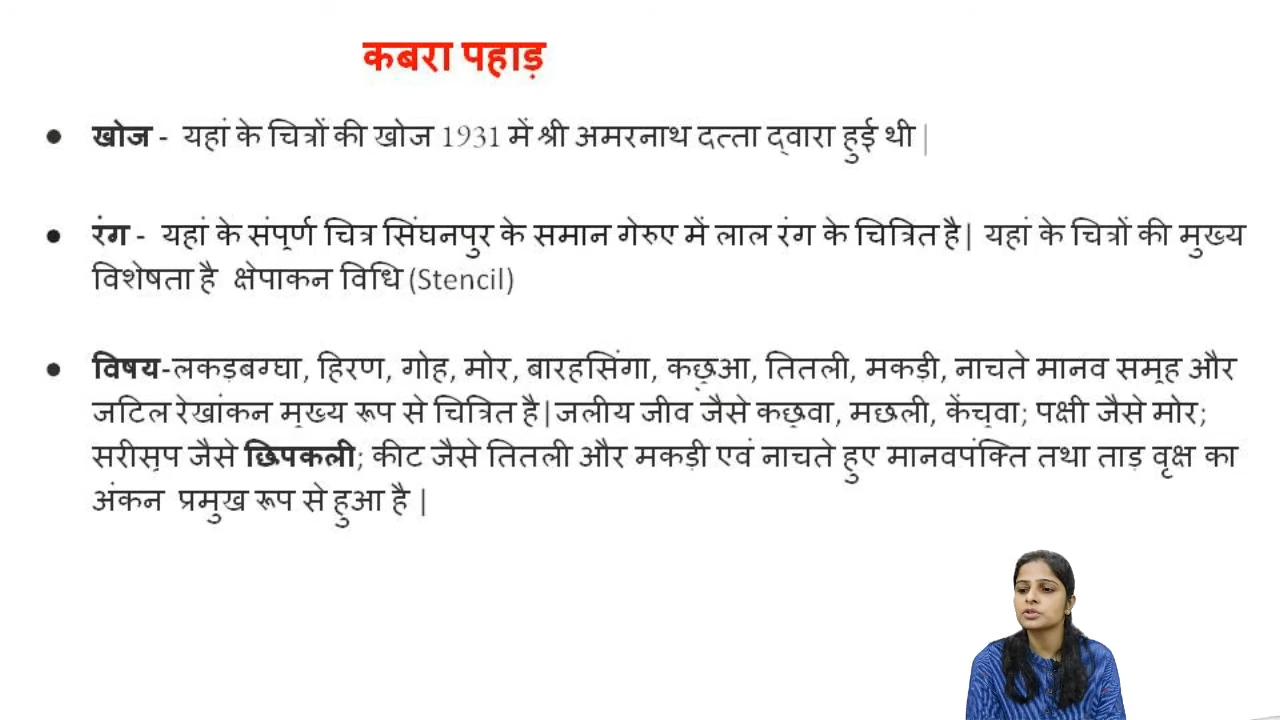 कबरा पहाड़
● खोज - यहां के चित्रों की खोज 1931 में श्री अमरनाथ दत्ता द्वारा हुई थी |
● रंग - यहां के संपूर्ण चित्र सिंघनपुर के समान गेरुए में लाल रंग के चित्रित है| यहां के चित्रों की मुख्य
विशेषता है क्षेपाकन विधि (Stencil)
● विषय-लकड़बग्घा, हिरण, गोह, मोर, बारहसिंगा, कछुआ, तितली, मकड़ी, नाचते मानव समूह और
जटिल रेखांकन मुख्य रूप से चित्रित है|जलीय जीव जैसे कछुवा, मछली, केंचुवा; पक्षी जैसे मोर;
सरीसृप जैसे छिपकली; कीट जैसे तितली और मकड़ी एवं नाचते हुए मानवपंक्ति तथा ताड़ वृक्ष का
अंकन प्रमुख रूप से हुआ है |